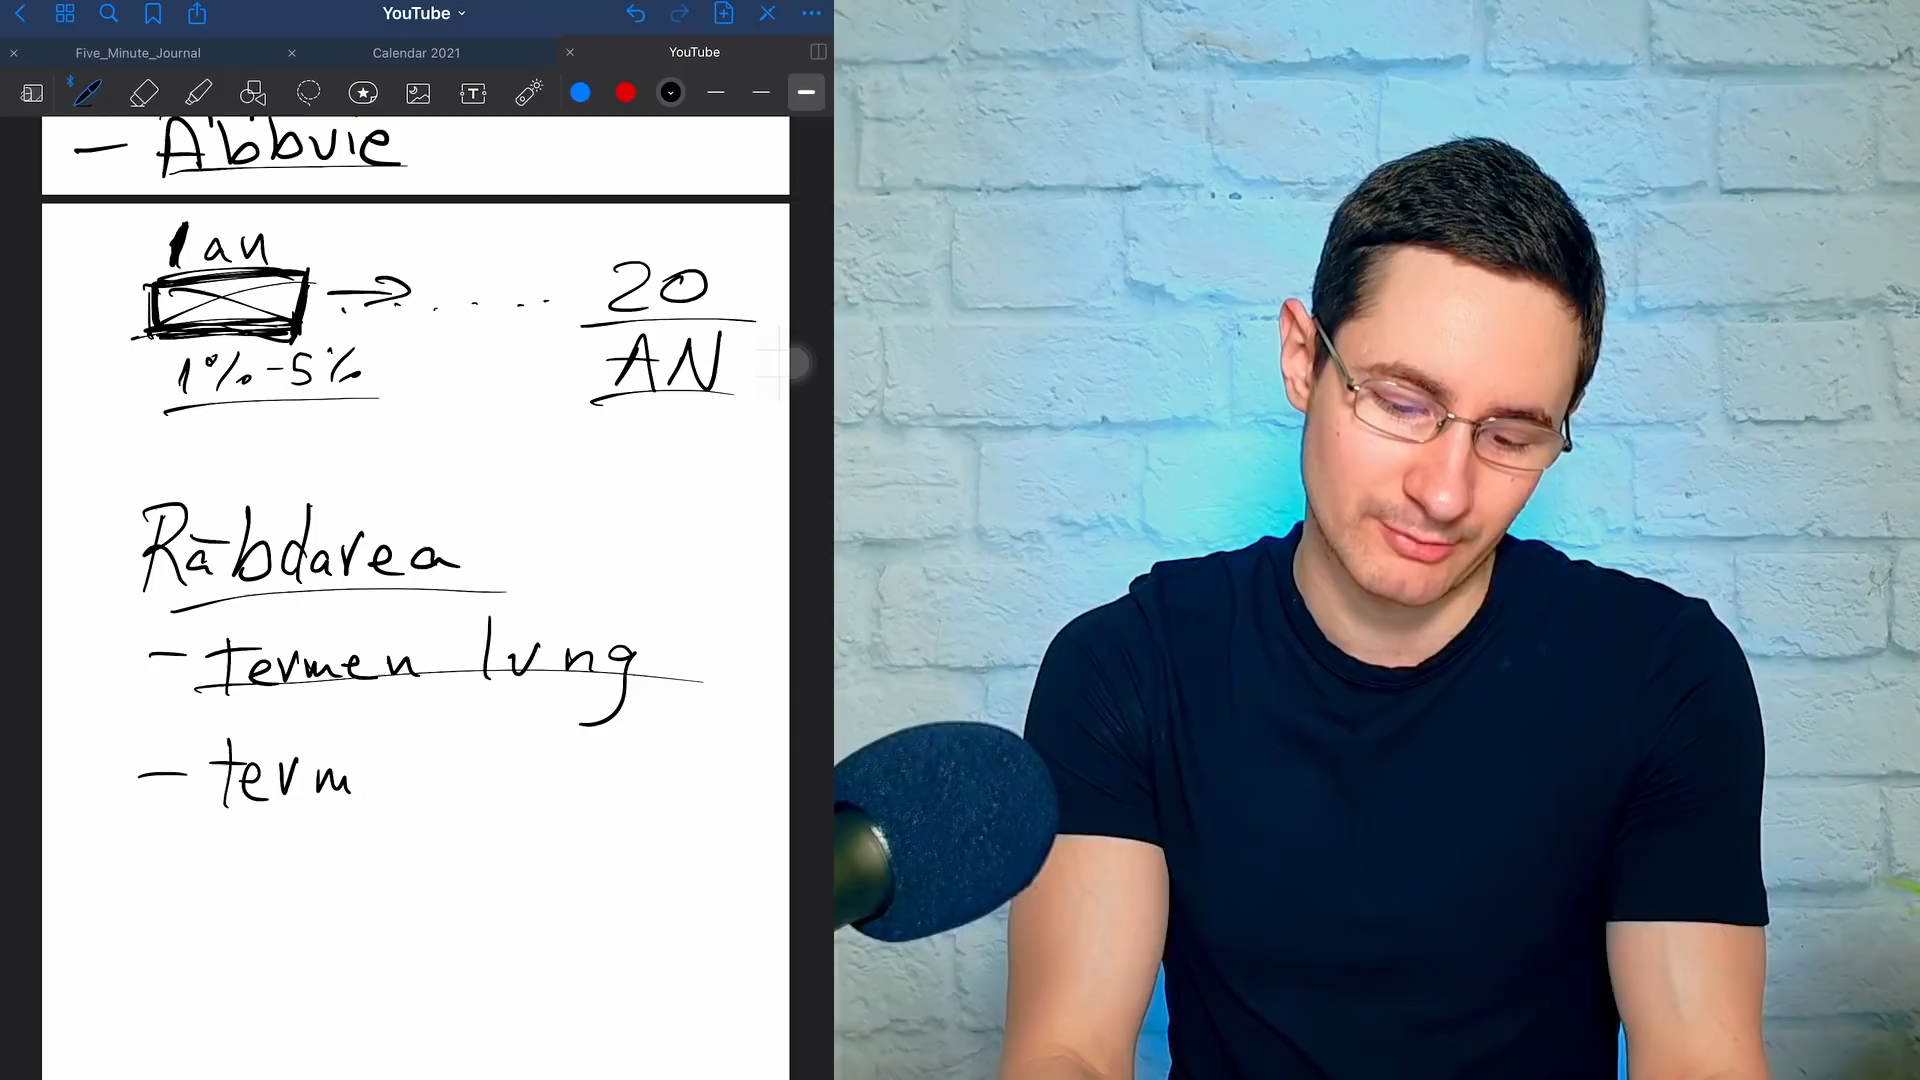 YouTube
Five_Minute_Journal
Calendar 2021
YouTube
- Abbvie
1 an
1%-5%
20
AN
Răbdarea
- termen lung
- term